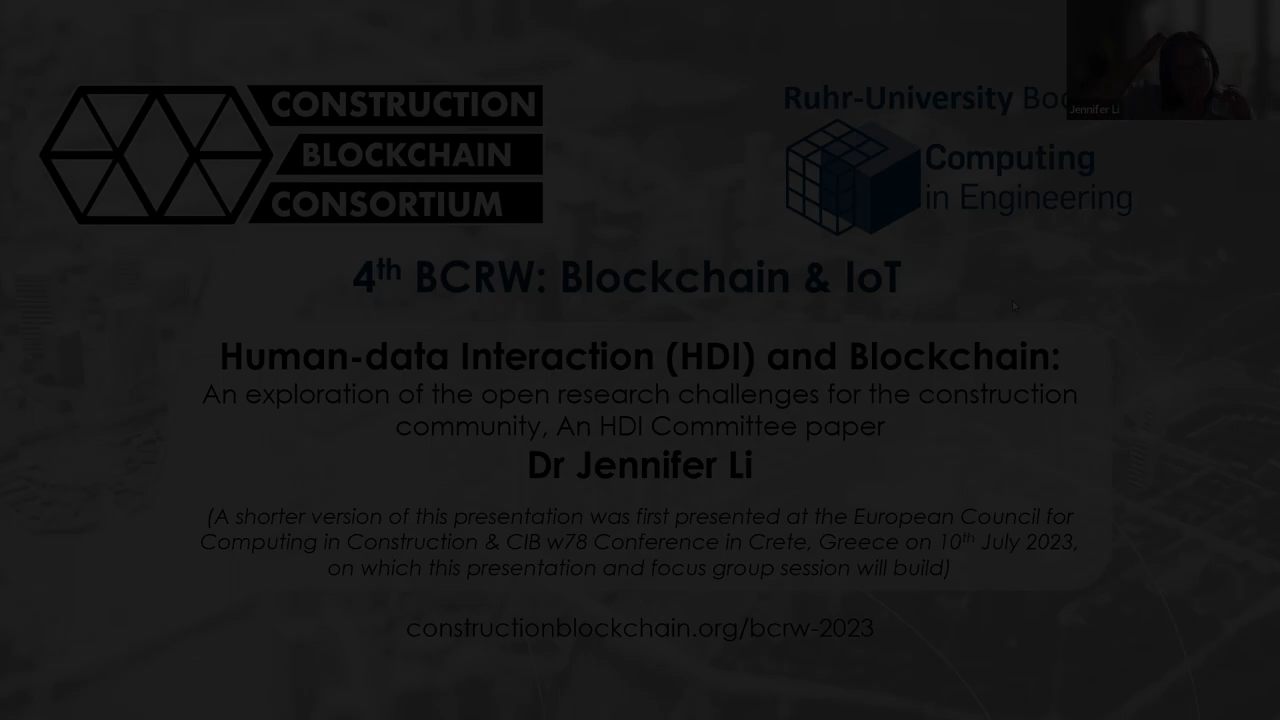 CONSTRUCTION
BLOCKCHAIN
CONSORTIUM
Ruhr-University
Jennifer Li
Computing
in Engineering
4th BCRW: Blockchain & IoT
Human-data Interaction (HDI) and Blockchain:
An exploration of the open research challenges for the construction
community, An HDI Committee paper
Dr Jennifer Li
(A shorter version of this presentation was first presented at the European Council for
Computing in Construction & CIB w78 Conference in Crete, Greece on 10th July 2023,
on which this presentation and focus group session will build)
constructionblockchain.org/bcrw-2023